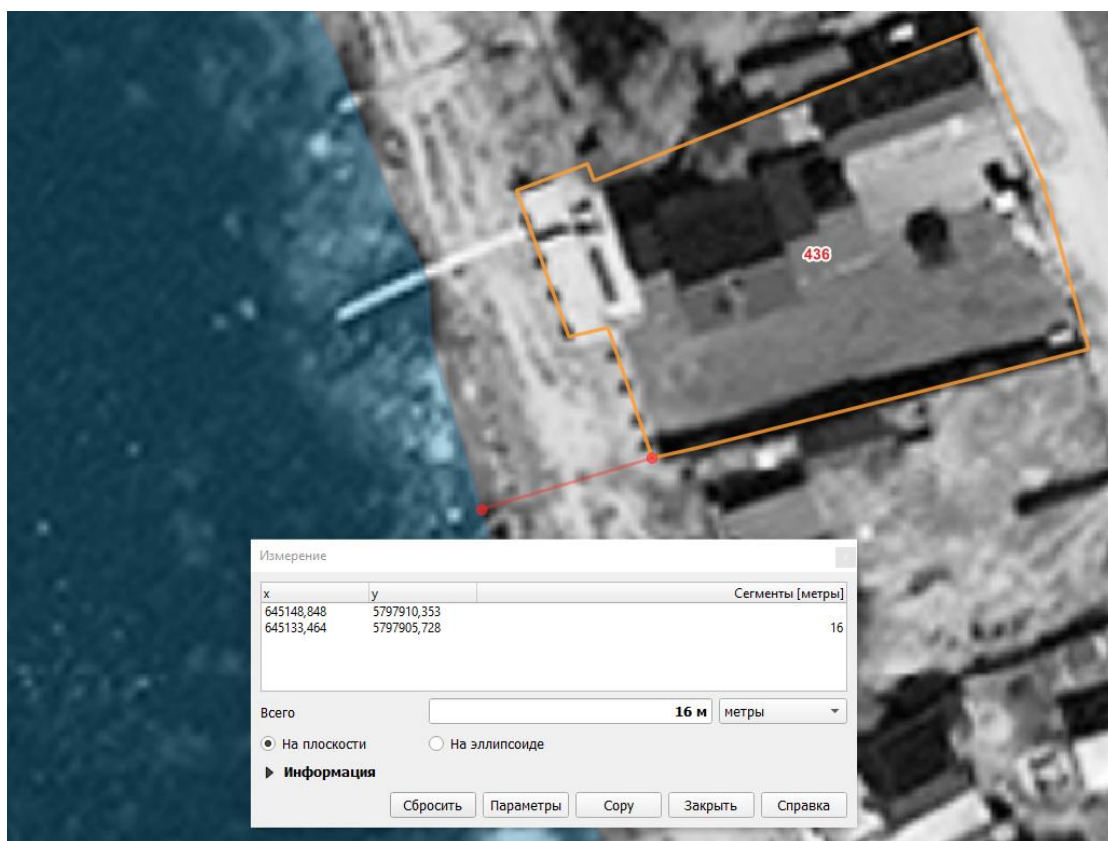 436
Измерение
x y Сегменты [метры]
645148,848 5797910,353
645133,464 5797905,728 16
Всего 16 м метры
На плоскости На эллипсоиде
Информация
Сбросить Параметры Copy Закрыть Справка